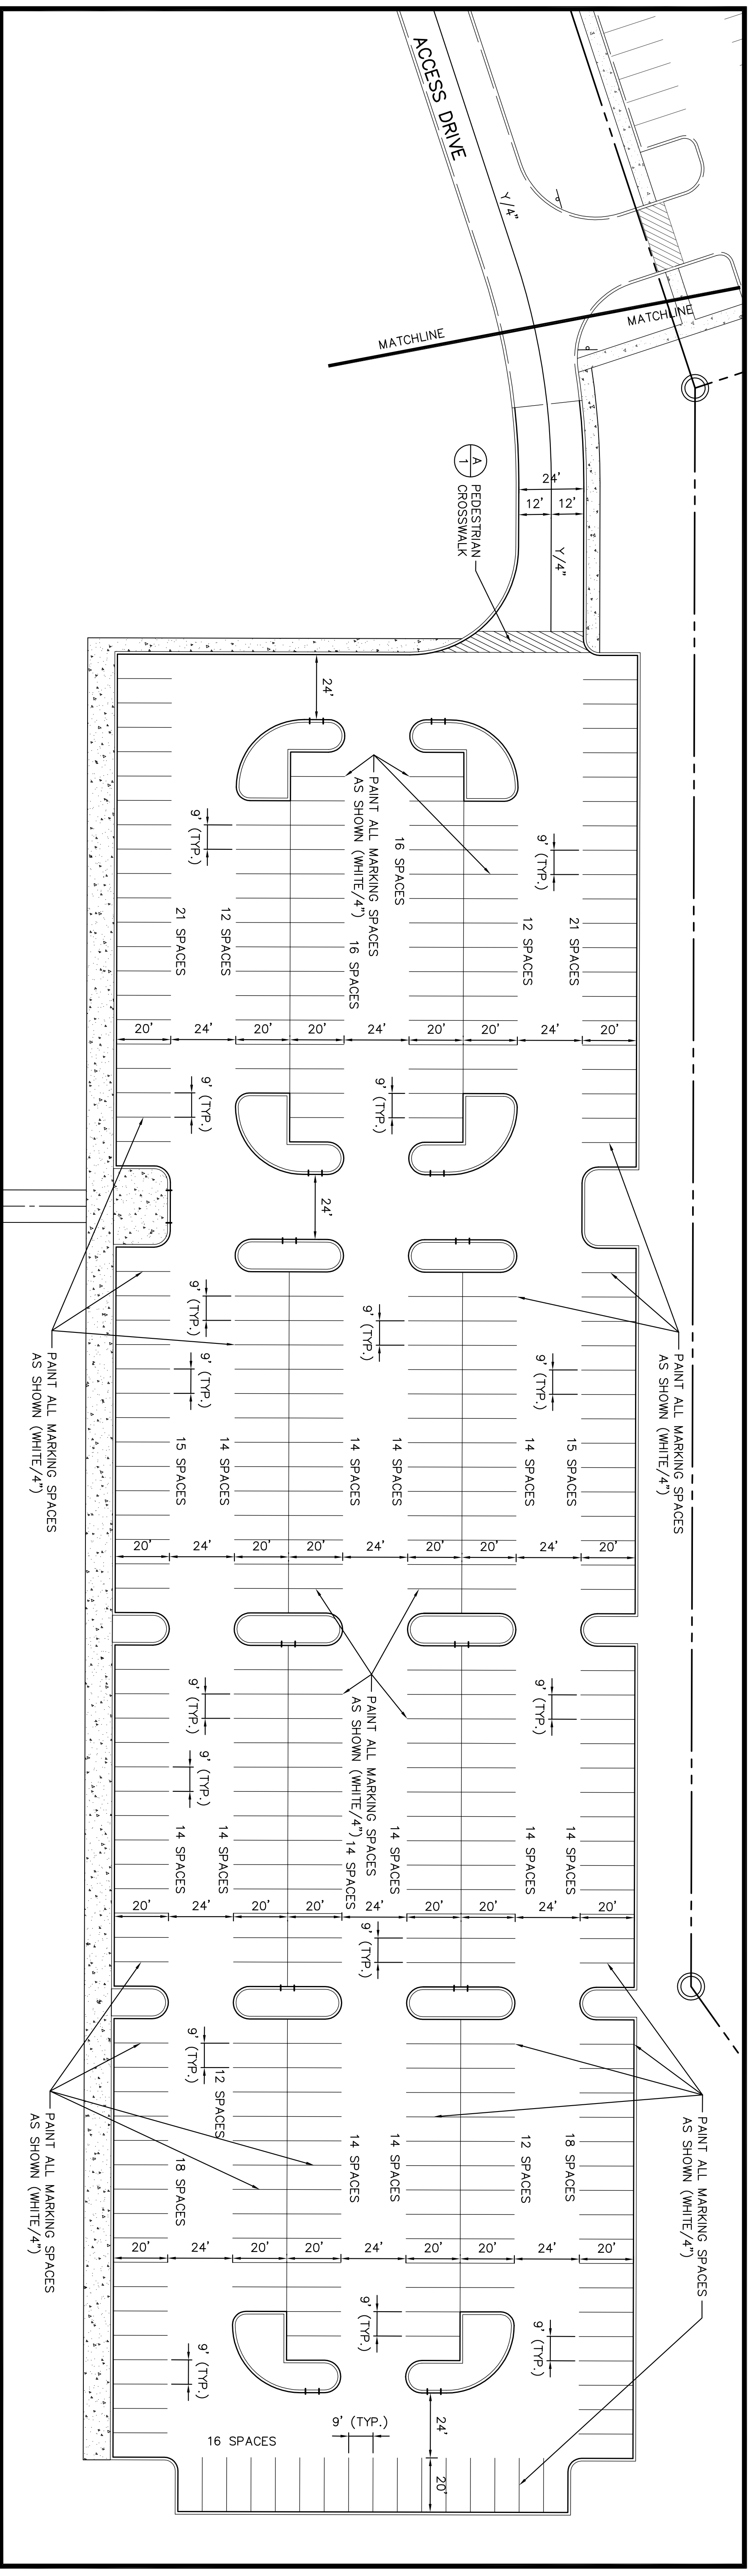 ACCESS DRIVE
Y/4"
MATCHLINE
MATCHLINE
A
1
PEDESTRIAN
CROSSWALK
24'
12'
12'
Y/4"
24'
PAINT ALL MARKING SPACES
AS SHOWN (WHITE/4")
9' (TYP.)
9' (TYP.)
16 SPACES
16 SPACES
21 SPACES
12 SPACES
12 SPACES
21 SPACES
20'
24'
20'
20'
24'
20'
20'
24'
20'
9' (TYP.)
9' (TYP.)
24'
9' (TYP.)
9' (TYP.)
9' (TYP.)
9' (TYP.)
PAINT ALL MARKING SPACES
AS SHOWN (WHITE/4")
PAINT ALL MARKING SPACES
AS SHOWN (WHITE/4")
15 SPACES
14 SPACES
14 SPACES
14 SPACES
14 SPACES
15 SPACES
20'
24'
20'
20'
24'
20'
20'
24'
20'
9' (TYP.)
9' (TYP.)
9' (TYP.)
PAINT ALL MARKING SPACES
AS SHOWN (WHITE/4")
14 SPACES
14 SPACES
14 SPACES
14 SPACES
14 SPACES
14 SPACES
20'
24'
20'
20'
24'
20'
20'
24'
20'
9' (TYP.)
9' (TYP.)
12 SPACES
18 SPACES
14 SPACES
14 SPACES
12 SPACES
18 SPACES
PAINT ALL MARKING SPACES
AS SHOWN (WHITE/4")
PAINT ALL MARKING SPACES
AS SHOWN (WHITE/4")
20'
24'
20'
20'
24'
20'
20'
24'
20'
9' (TYP.)
9' (TYP.)
9' (TYP.)
9' (TYP.)
24'
16 SPACES
20'